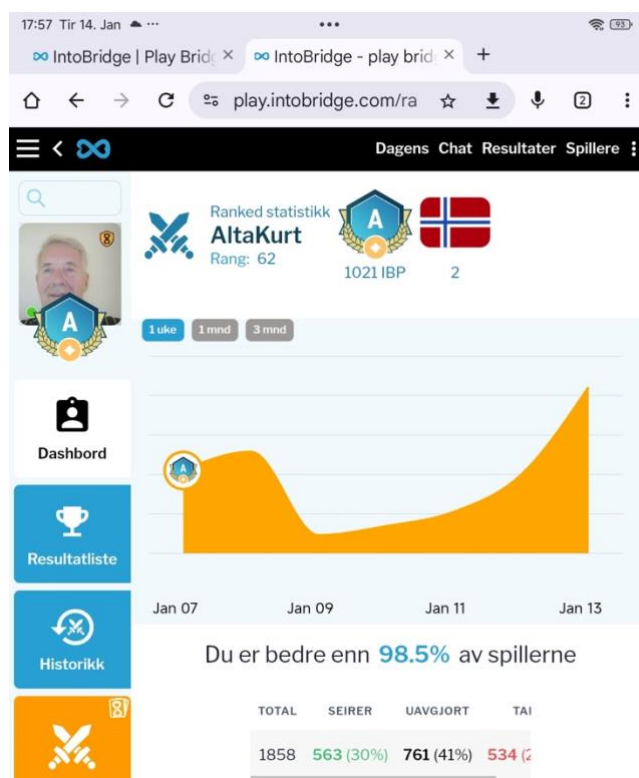 17:57 Tir 14. Jan
93
IntoBridge | Play Bridg
IntoBridge - play brid
play.intobridge.com/ra
2
Dagens Chat Resultater Spillere
Ranked statistikk
AltaKurt
Rang: 62
A
1021 IBP
2
A
1 uke
1 mnd
3 mnd
A
Dashbord
Resultatliste
Jan 07
Jan 09
Jan 11
Jan 13
Historikk
Du er bedre enn 98.5% av spillerne
TOTAL SEIRER UAVGJORT
1858 563 (30%) 761 (41%) 534